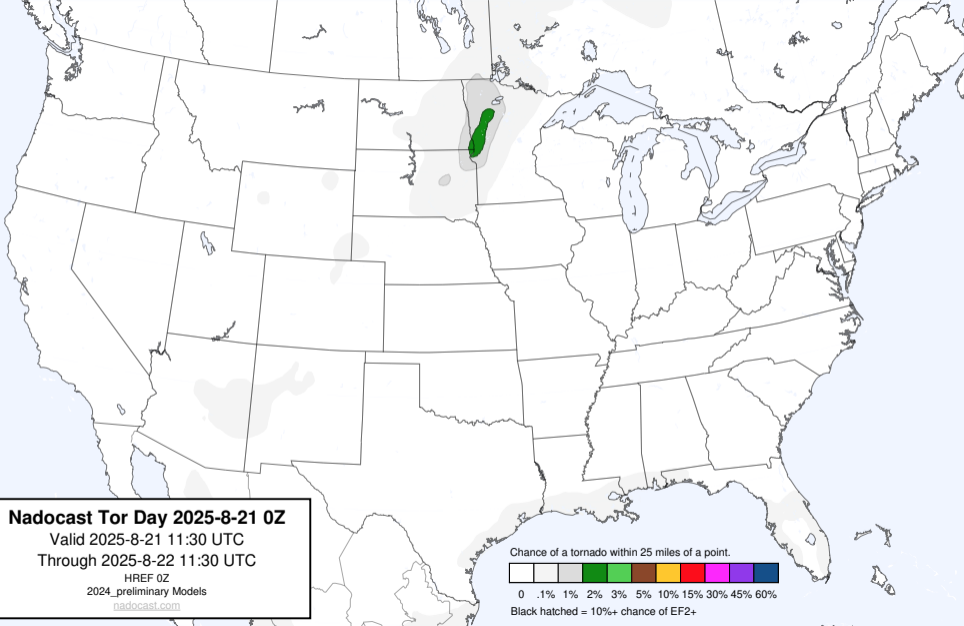 Nadocast Tor Day 2025-8-21 0Z
Valid 2025-8-21 11:30 UTC
Through 2025-8-22 11:30 UTC
HREF 0Z
2024_preliminary Models
nadocast.com
Chance of a tornado within 25 miles of a point.
0 .1% 1% 2% 3% 5% 10% 15% 30% 45% 60%
Black hatched = 10%+ chance of EF2+